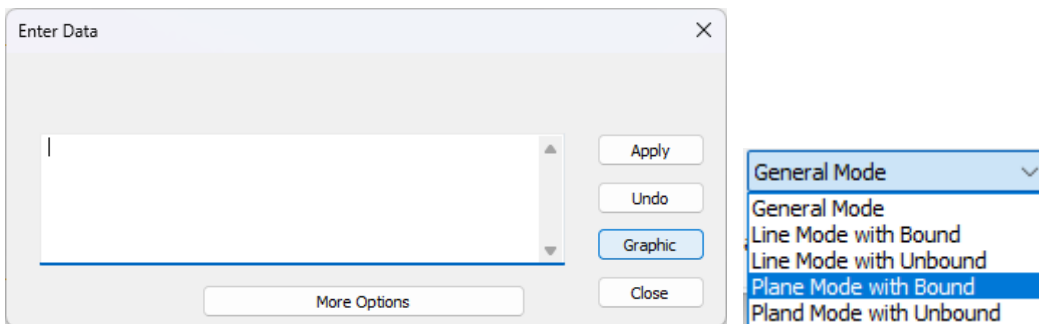 Enter Data
Apply
Undo
Graphic
Close
More Options
General Mode
General Mode
Line Mode with Bound
Line Mode with Unbound
Plane Mode with Bound
Pland Mode with Unbound